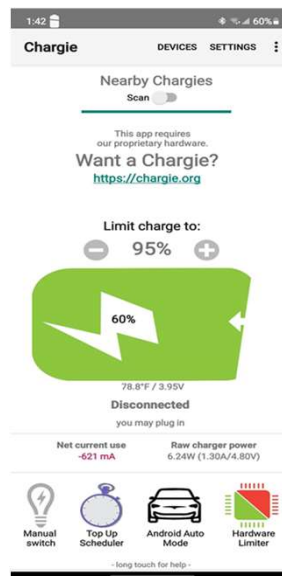 1:42 60%
Chargie DEVICES SETTINGS
Nearby Chargies
Scan
This app requires
our proprietary hardware.
Want a Chargie?
https://chargie.org
Limit charge to:
95%
60%
78.8°F / 3.95V
Disconnected
you may plug in
Net current use Raw charger power
-621 mA 6.24W (1.30A/4.80V)
Manual Top Up Android Auto Hardware
switch Scheduler Mode Limiter
- long touch for help -